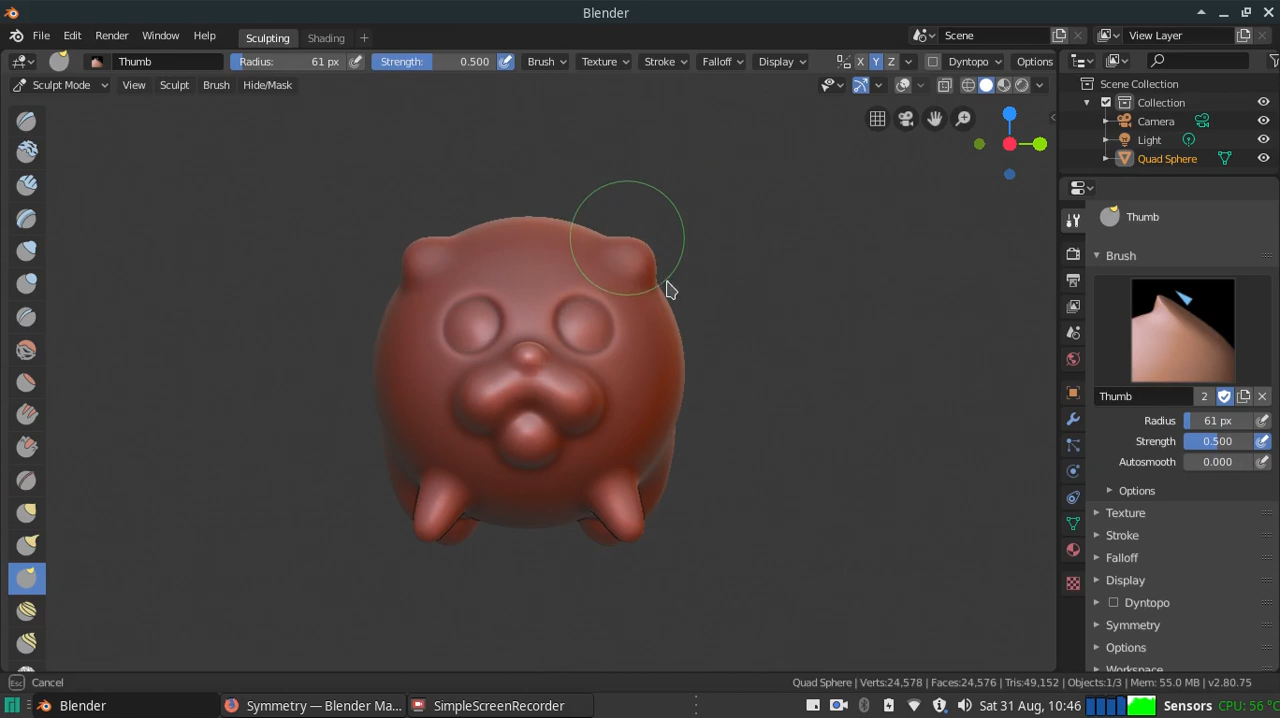 Blender
File Edit Render Window Help Sculpting Shading + Scene View Layer
Thumb Radius: 61 px Strength: 0.500 Brush Texture Stroke Falloff Display X Y Z Dyntopo Options
Sculpt Mode View Sculpt Brush Hide/Mask
Scene Collection
Collection
Camera
Light
Quad Sphere
Thumb
Brush
Thumb 2
Radius 61 px
Strength 0.500
Autosmooth 0.000
Options
Texture
Stroke
Falloff
Display
Dyntopo
Symmetry
Options
Esc Cancel Quad Sphere | Verts:24,578 | Faces:24,576 | Tris:49,152 | Objects:1/3 | Mem: 55.0 MB | v2.80.75
Blender Symmetry — Blender Ma... SimpleScreenRecorder Sat 31 Aug, 10:46 Sensors CPU: 56 °